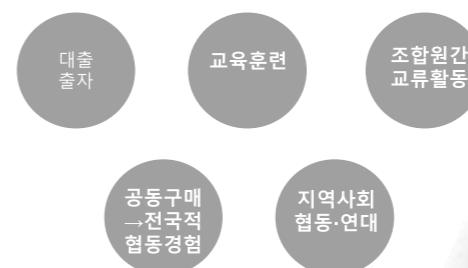 대출
출자
교육훈련
조합원간
교류활동
공동구매
→전국적
협동경험
지역사회
협동·연대